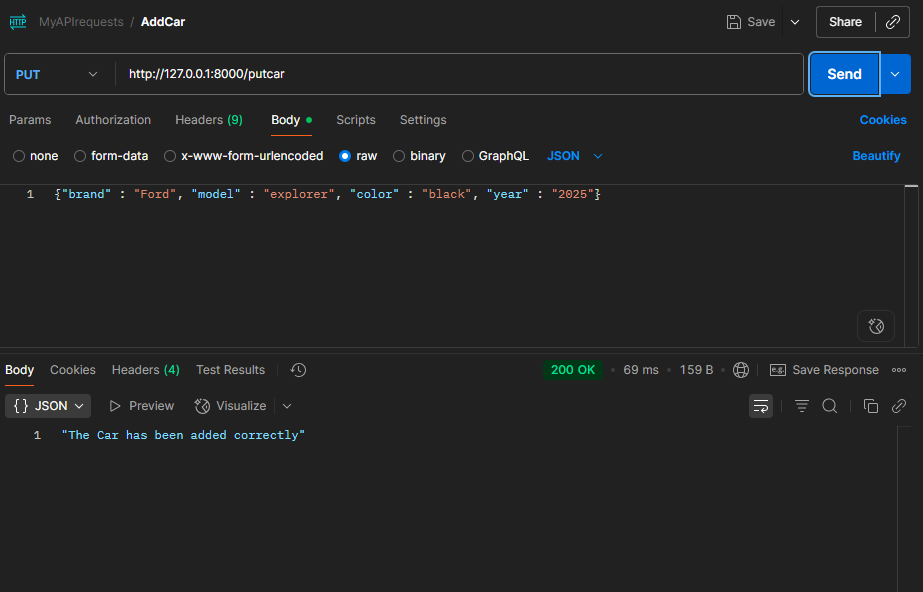 HTTP MyAPIrequests / AddCar Save Share
PUT http://127.0.0.1:8000/putcar Send
Params Authorization Headers (9) Body Scripts Settings Cookies
none form-data x-www-form-urlencoded raw binary GraphQL JSON Beautify
1 {"brand" : "Ford", "model" : "explorer", "color" : "black", "year" : "2025"}
Body Cookies Headers (4) Test Results 200 OK • 69 ms • 159 B • e.g. Save Response
{} JSON Preview Visualize
1 "The Car has been added correctly"